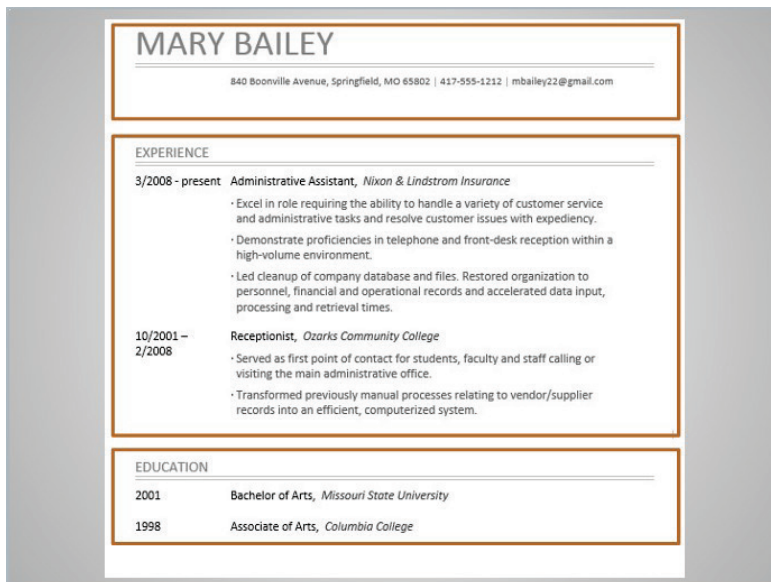 MARY BAILEY
840 Boonville Avenue, Springfield, MO 65802 | 417-555-1212 | mbailey22@gmail.com
EXPERIENCE
3/2008 - present Administrative Assistant, Nixon & Lindstrom Insurance
· Excel in role requiring the ability to handle a variety of customer service
and administrative tasks and resolve customer issues with expediency.
· Demonstrate proficiencies in telephone and front-desk reception within a
high-volume environment.
· Led cleanup of company database and files. Restored organization to
personnel, financial and operational records and accelerated data input,
processing and retrieval times.
10/2001 – Receptionist, Ozarks Community College
2/2008
· Served as first point of contact for students, faculty and staff calling or
visiting the main administrative office.
· Transformed previously manual processes relating to vendor/supplier
records into an efficient, computerized system.
EDUCATION
2001 Bachelor of Arts, Missouri State University
1998 Associate of Arts, Columbia College